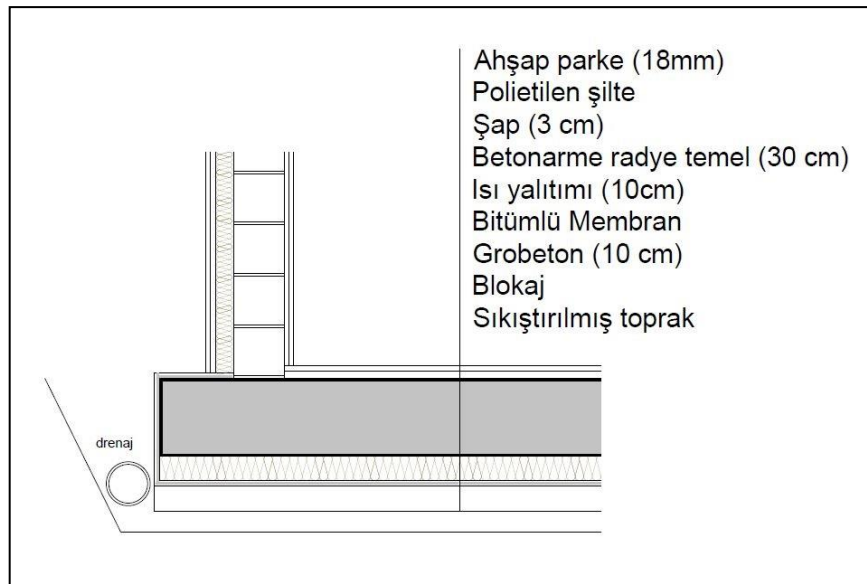 Ahşap parke (18mm)
Polietilen şilte
Şap (3 cm)
Betonarme radye temel (30 cm)
Isı yalıtımı (10cm)
Bitümlü Membran
Grobeton (10 cm)
Blokaj
Sıkıştırılmış toprak
drenaj